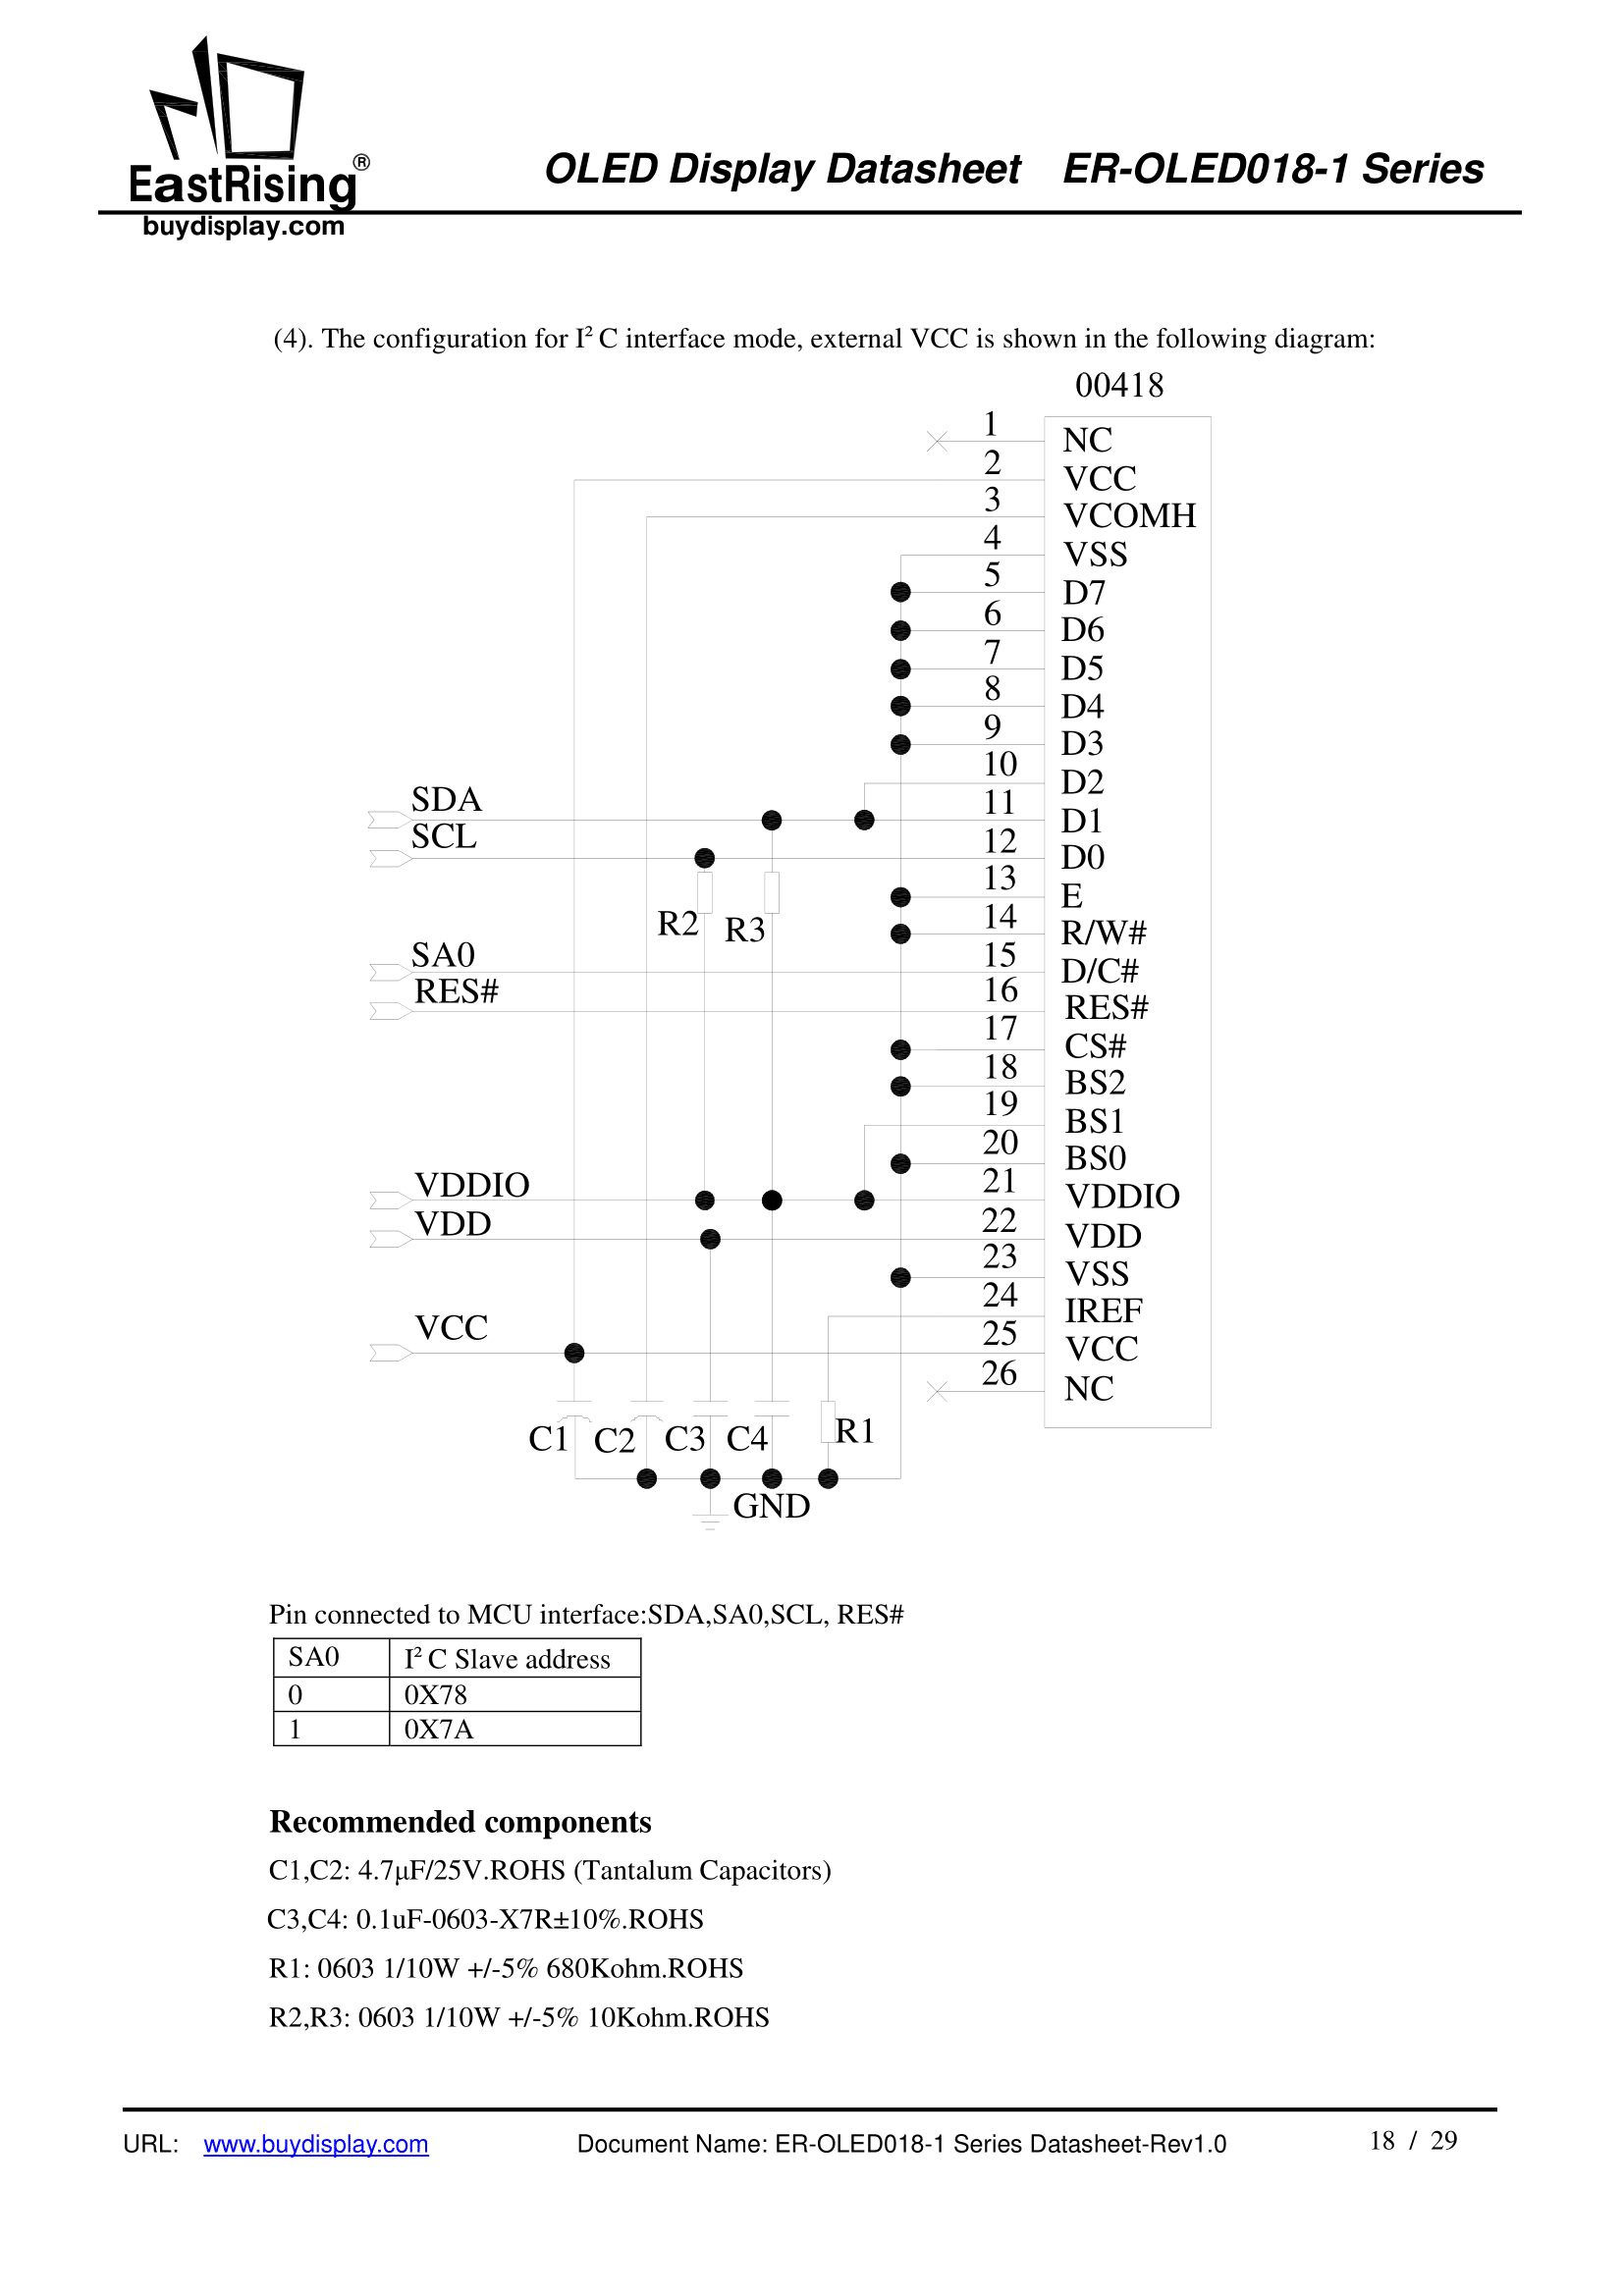 EastRising®
buydisplay.com
OLED Display Datasheet ER-OLED018-1 Series
(4). The configuration for I² C interface mode, external VCC is shown in the following diagram:
00418
1 NC
2 VCC
3 VCOMH
4 VSS
5 D7
6 D6
7 D5
8 D4
9 D3
10 D2
SDA 11 D1
SCL 12 D0
13 E
R2 R3 14 R/W#
SA0 15 D/C#
RES# 16 RES#
17 CS#
18 BS2
19 BS1
20 BS0
VDDIO 21 VDDIO
VDD 22 VDD
23 VSS
24 IREF
VCC 25 VCC
26 NC
C1 C2 C3 C4 R1
GND
Pin connected to MCU interface:SDA,SA0,SCL, RES#
SA0 I² C Slave address
0 0X78
1 0X7A
Recommended components
C1,C2: 4.7μF/25V.ROHS (Tantalum Capacitors)
C3,C4: 0.1uF-0603-X7R±10%.ROHS
R1: 0603 1/10W +/-5% 680Kohm.ROHS
R2,R3: 0603 1/10W +/-5% 10Kohm.ROHS
URL: www.buydisplay.com Document Name: ER-OLED018-1 Series Datasheet-Rev1.0 18 / 29